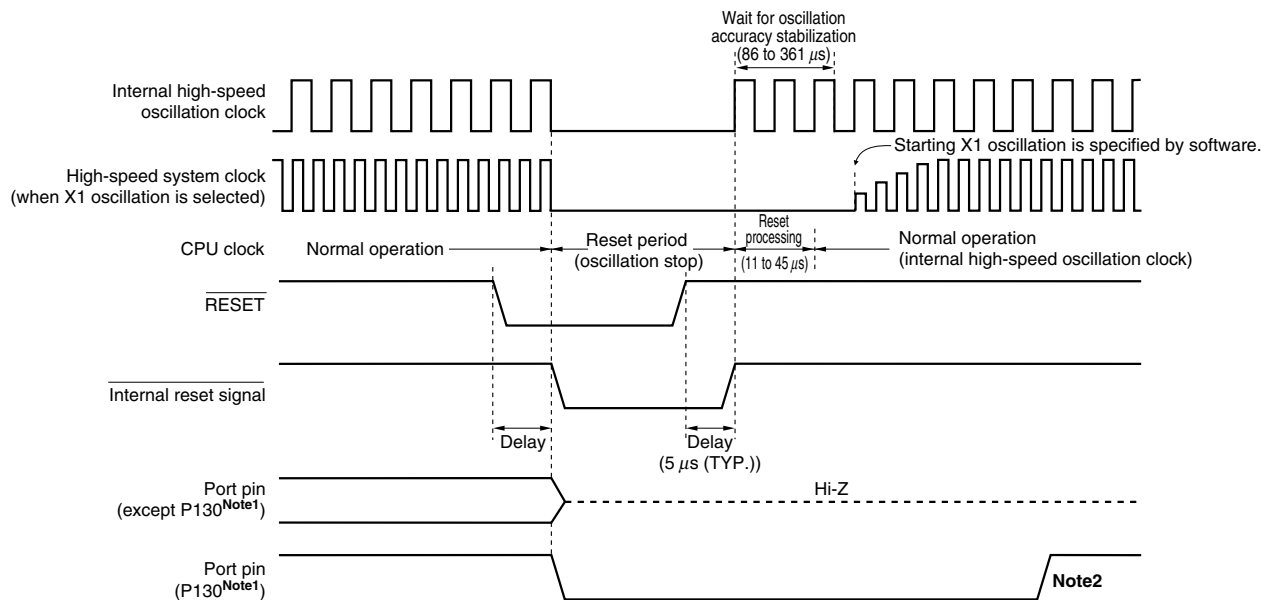 Wait for oscillation
accuracy stabilization
(86 to 361 μs)
Internal high-speed
oscillation clock
Starting X1 oscillation is specified by software.
High-speed system clock
(when X1 oscillation is selected)
CPU clock
Normal operation
Reset period
(oscillation stop)
Reset
processing
(11 to 45 μs)
Normal operation
(internal high-speed oscillation clock)
RESET
Internal reset signal
Delay
Delay
(5 μs (TYP.))
Port pin
(except P130Note1)
Hi-Z
Port pin
(P130Note1)
Note2